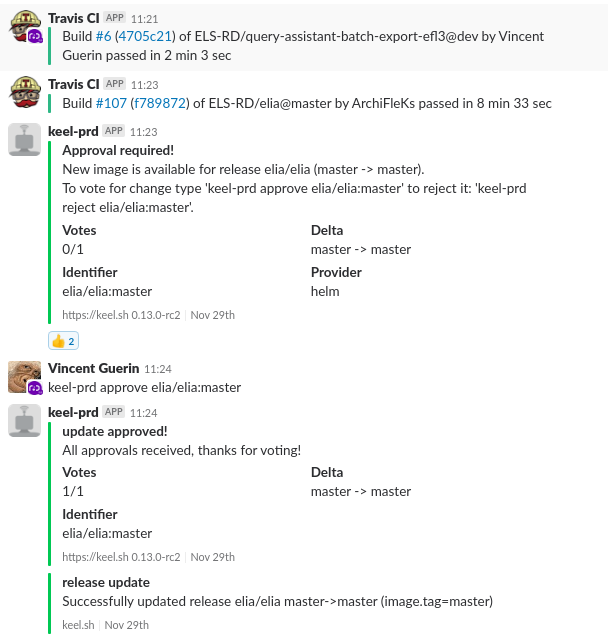 Travis CI APP 11:21
Build #6 (4705c21) of ELS-RD/query-assistant-batch-export-efl3@dev by Vincent
Guerin passed in 2 min 3 sec
Travis CI APP 11:23
Build #107 (f789872) of ELS-RD/elia@master by ArchiFleKs passed in 8 min 33 sec
keel-prd APP 11:23
Approval required!
New image is available for release elia/elia (master -> master).
To vote for change type 'keel-prd approve elia/elia:master' to reject it: 'keel-prd
reject elia/elia:master'.
Votes Delta
0/1 master -> master
Identifier Provider
elia/elia:master helm
https://keel.sh 0.13.0-rc2 | Nov 29th
👍 2
Vincent Guerin 11:24
keel-prd approve elia/elia:master
keel-prd APP 11:24
update approved!
All approvals received, thanks for voting!
Votes Delta
1/1 master -> master
Identifier
elia/elia:master
https://keel.sh 0.13.0-rc2 | Nov 29th
release update
Successfully updated release elia/elia master->master (image.tag=master)
keel.sh | Nov 29th